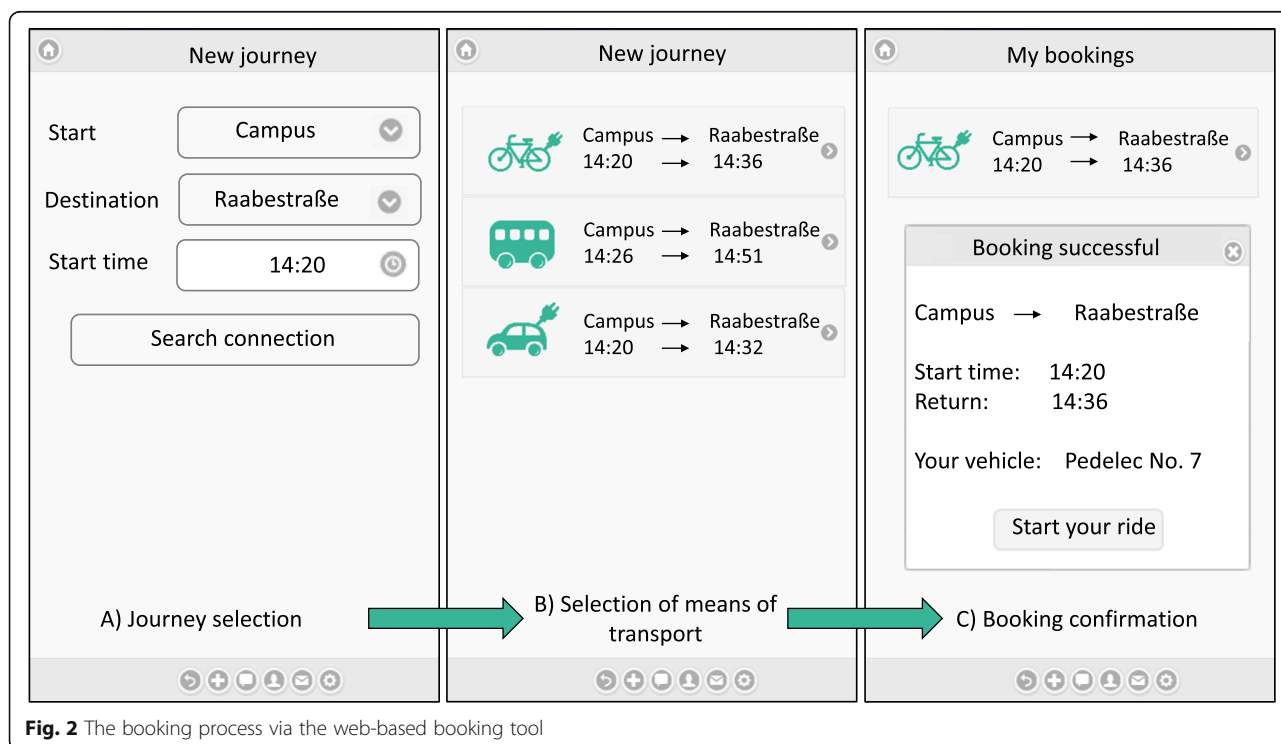 New journey
Start
Campus
Destination
Raabestraße
Start time
14:20
Search connection
A) Journey selection
New journey
Campus → Raabestraße
14:20 → 14:36
Campus → Raabestraße
14:26 → 14:51
Campus → Raabestraße
14:20 → 14:32
B) Selection of means of
transport
My bookings
Campus → Raabestraße
14:20 → 14:36
Booking successful
Campus → Raabestraße
Start time: 14:20
Return: 14:36
Your vehicle: Pedelec No. 7
Start your ride
C) Booking confirmation
Fig. 2 The booking process via the web-based booking tool